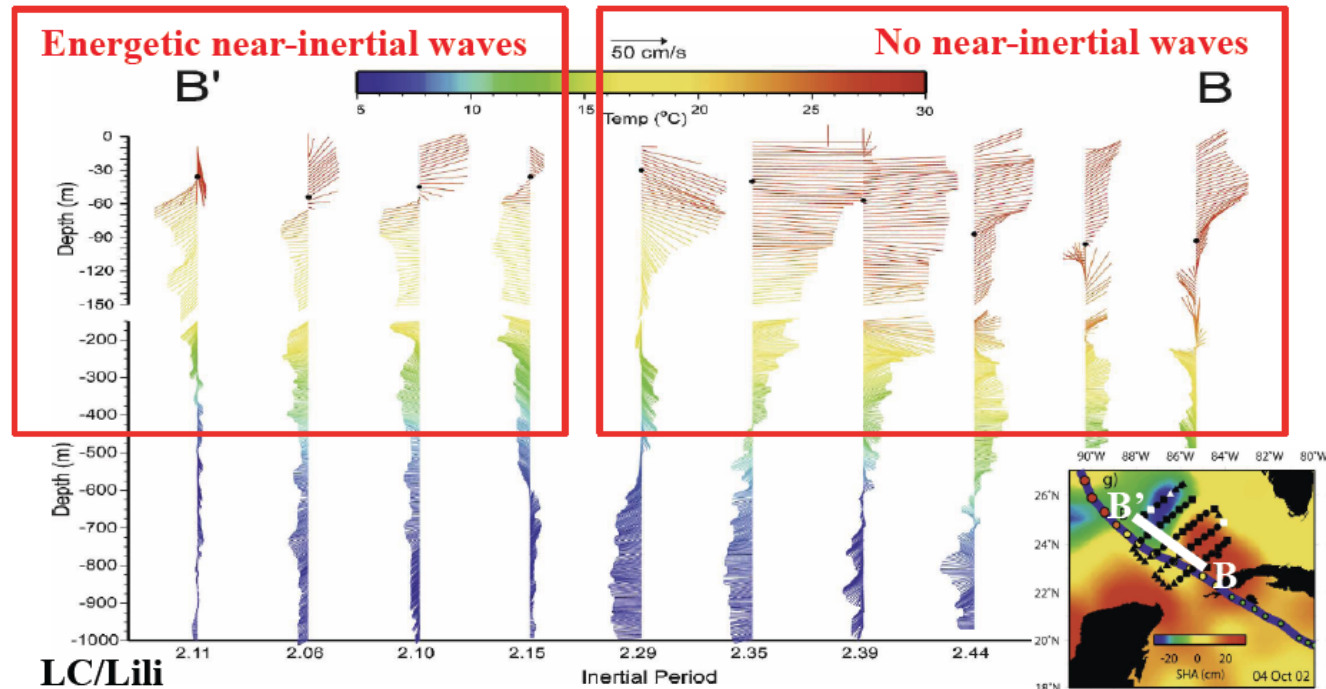 Energetic near-inertial waves
No near-inertial waves
50 cm/s
B'
B
5 10 15 20 25 30
Temp (°C)
0
-30
-60
-90
-120
-150
Depth (m)
-200
-300
-400
-500
-600
-700
-800
-900
-1000
Depth (m)
2.11 2.06 2.10 2.15 2.29 2.35 2.39 2.44
Inertial Period
LC/Lili
90°W 88°W 86°W 84°W 82°W 80°W
g)
26°N
24°N
22°N
20°N
18°N
B’
B
-20 0 20
SHA (cm)
04 Oct 02